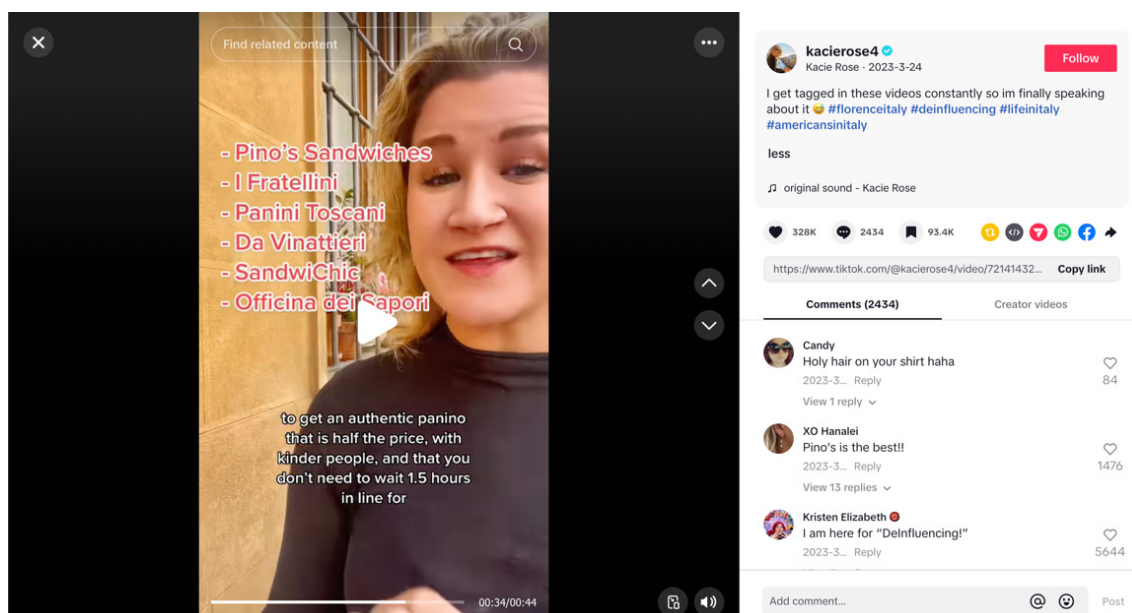 Find related content
- Pino's Sandwiches
- I Fratellini
- Panini Toscani
- Da Vinattieri
- SandwiChic
- Officina dei Sapori
to get an authentic panino
that is half the price, with
kinder people, and that you
don't need to wait 1.5 hours
in line for
00:34/00:44
kacierose4
Kacie Rose · 2023-3-24
Follow
I get tagged in these videos constantly so im finally speaking
about it 😅 #florenceitaly #deinfluencing #lifeinitaly
#americansinitaly
less
♫ original sound - Kacie Rose
328K 2434 93.4K
https://www.tiktok.com/@kacierose4/video/72141432... Copy link
Comments (2434) Creator videos
Candy
Holy hair on your shirt haha
2023-3... Reply
84
View 1 reply
XO Hanalei
Pino's is the best!!
2023-3... Reply
1476
View 13 replies
Kristen Elizabeth
I am here for “DeInfluencing!”
2023-3... Reply
5644
Add comment... @ Post